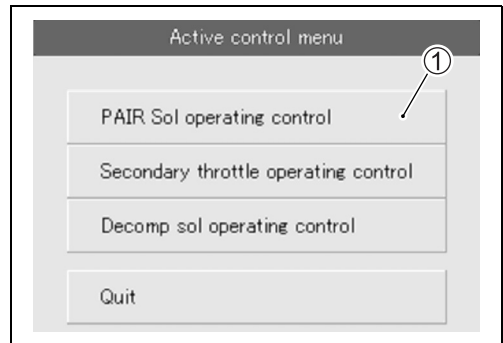 Active control menu
①
PAIR Sol operating control
Secondary throttle operating control
Decomp sol operating control
Quit